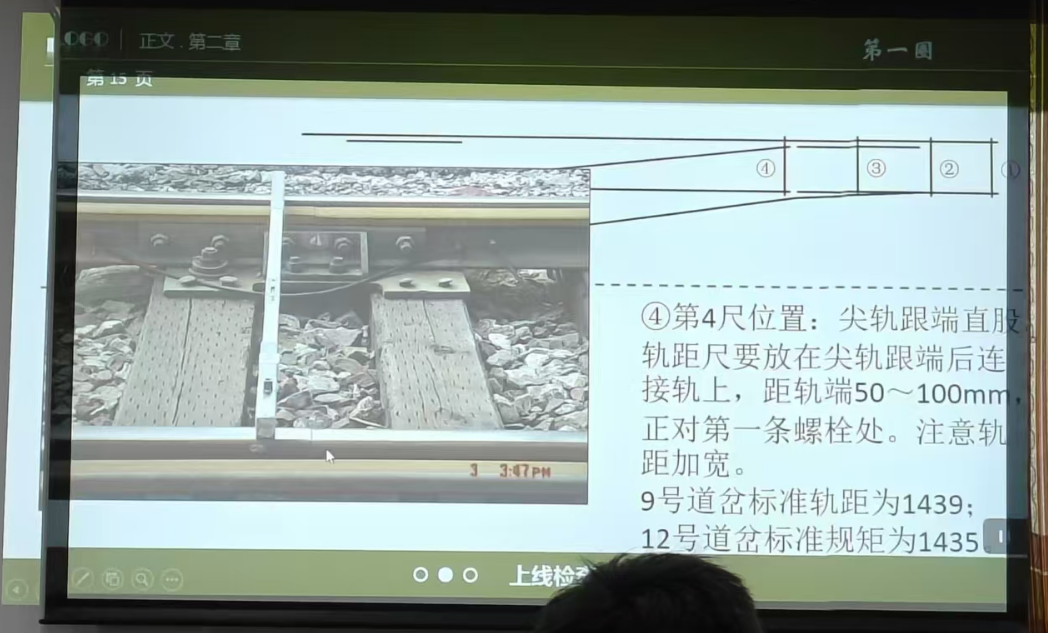 正文.第二章
第一圈
第 15 页
④
③
②
①
④第4尺位置：尖轨跟端直股。
轨距尺要放在尖轨跟端后连
接轨上，距轨端50～100mm，
正对第一条螺栓处。注意轨
距加宽。
9号道岔标准轨距为1439；
12号道岔标准规矩为1435。
3 3:47PM
上线检查